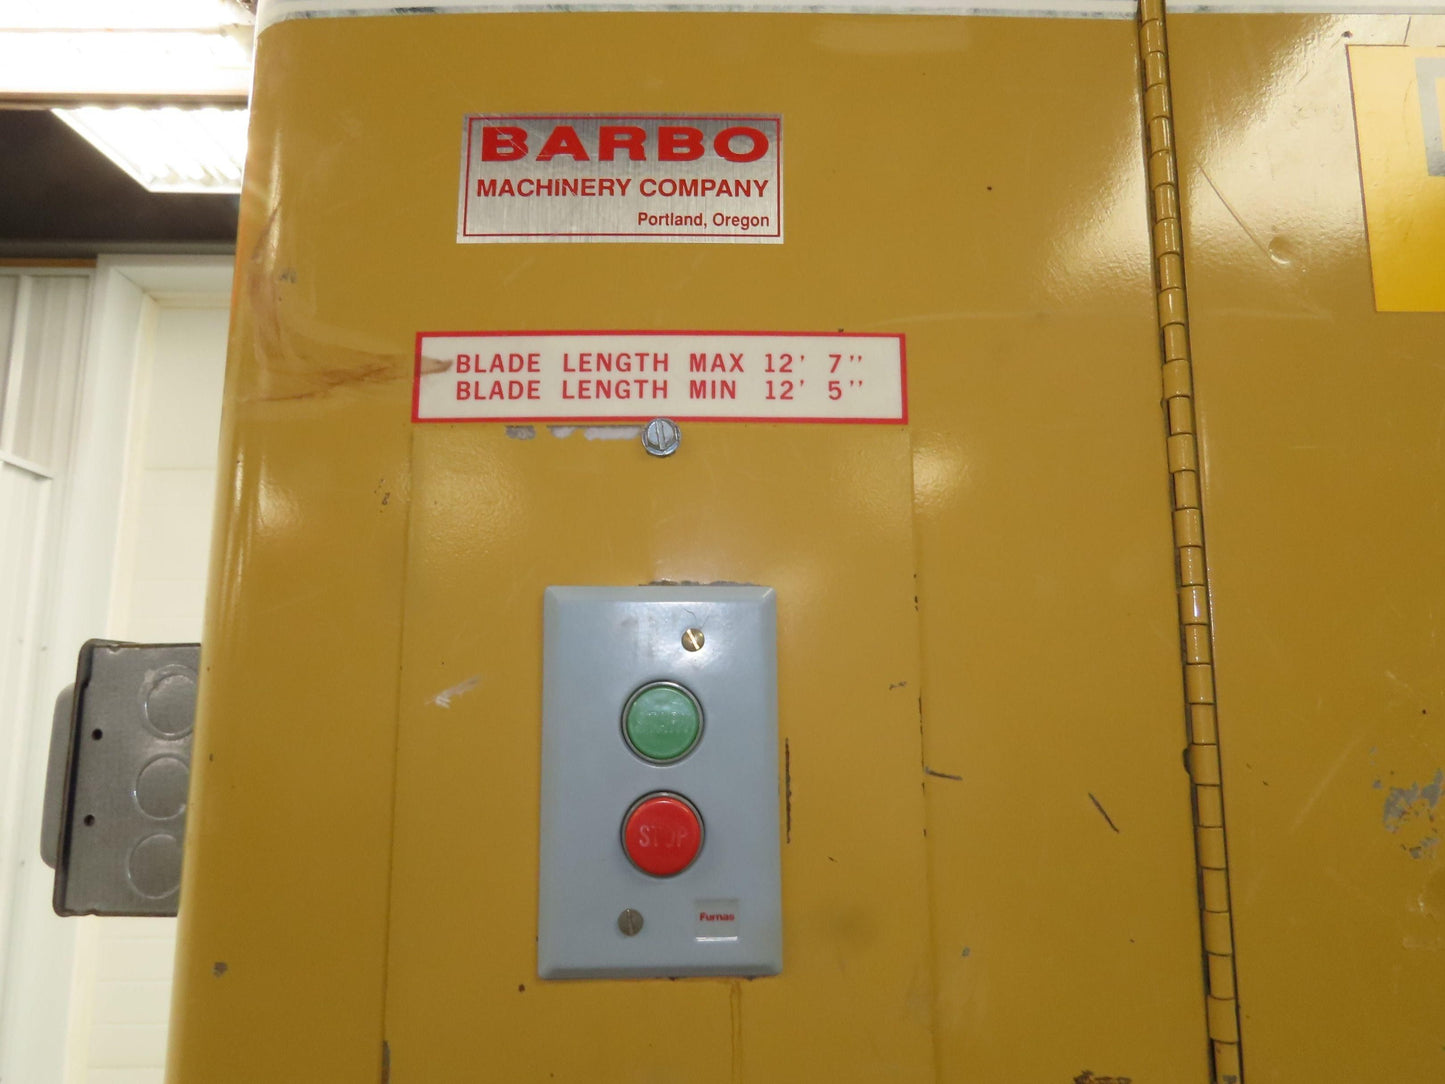 BARBO
MACHINERY COMPANY
Portland, Oregon
BLADE LENGTH MAX 12' 7"
BLADE LENGTH MIN 12' 5"
START
STOP
Furnas